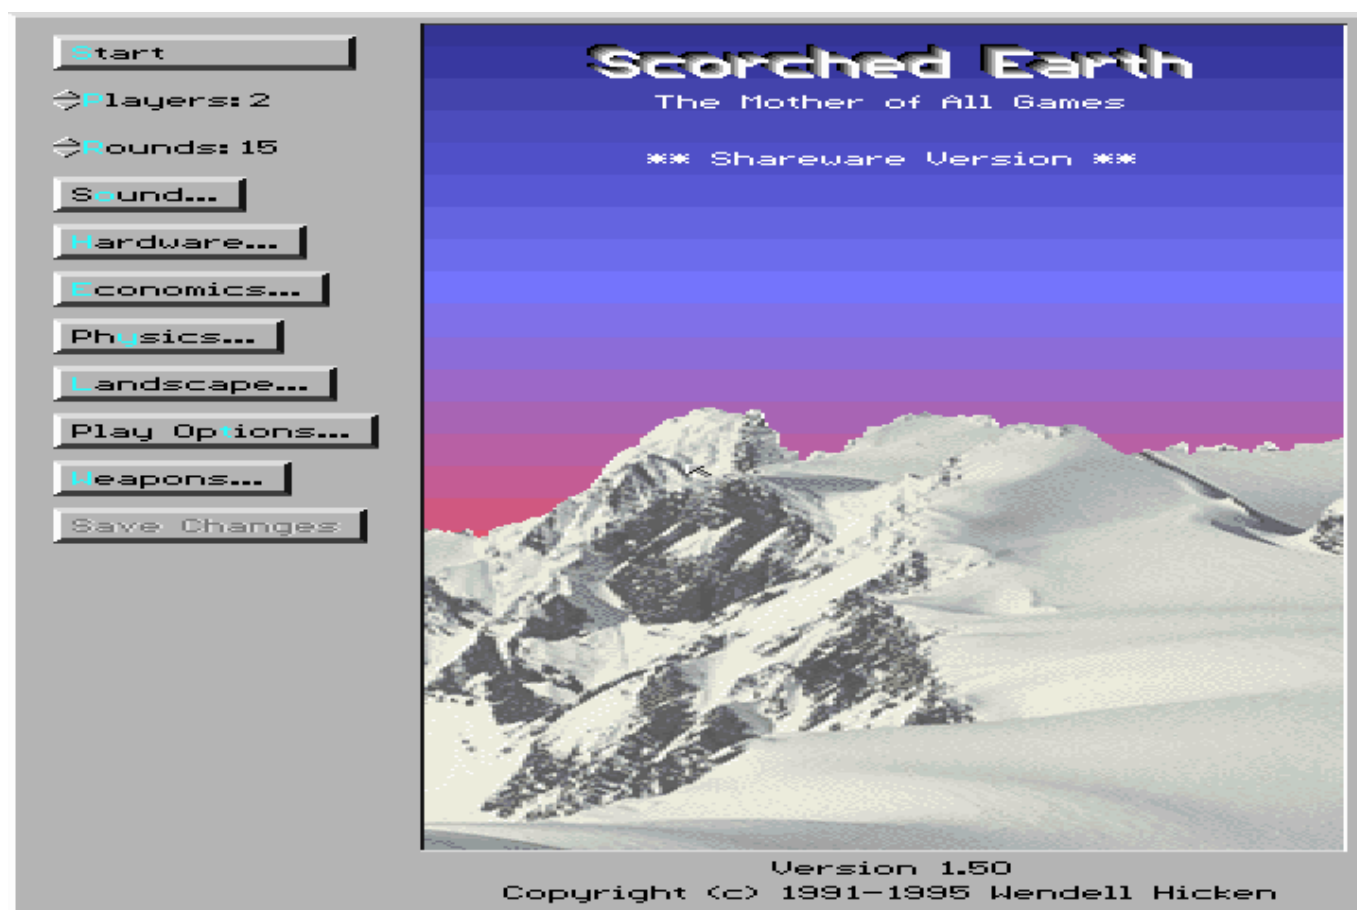 Start
Players: 2
Rounds: 15
Sound...
Hardware...
Economics...
Physics...
Landscape...
Play Options...
Weapons...
Save Changes
Scorched Earth
The Mother of All Games
** Shareware Version **
Version 1.50
Copyright (c) 1991-1995 Wendell Hicken